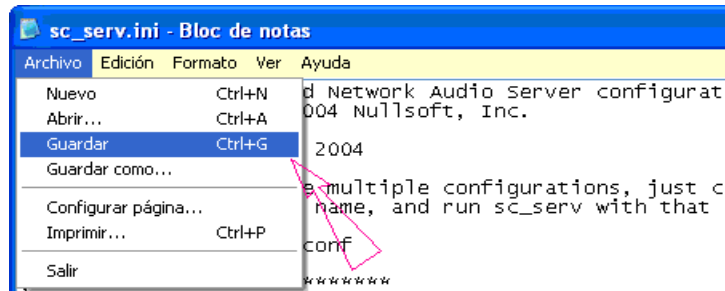 sc_serv.ini - Bloc de notas
Archivo Edición Formato Ver Ayuda
Nuevo Ctrl+N
Abrir... Ctrl+A
Guardar Ctrl+G
Guardar como...
Configurar página...
Imprimir... Ctrl+P
Salir
d Network Audio Server configurat
004 Nullsoft, Inc.
2004
e multiple configurations, just c
name, and run sc_serv with that
conf
*******